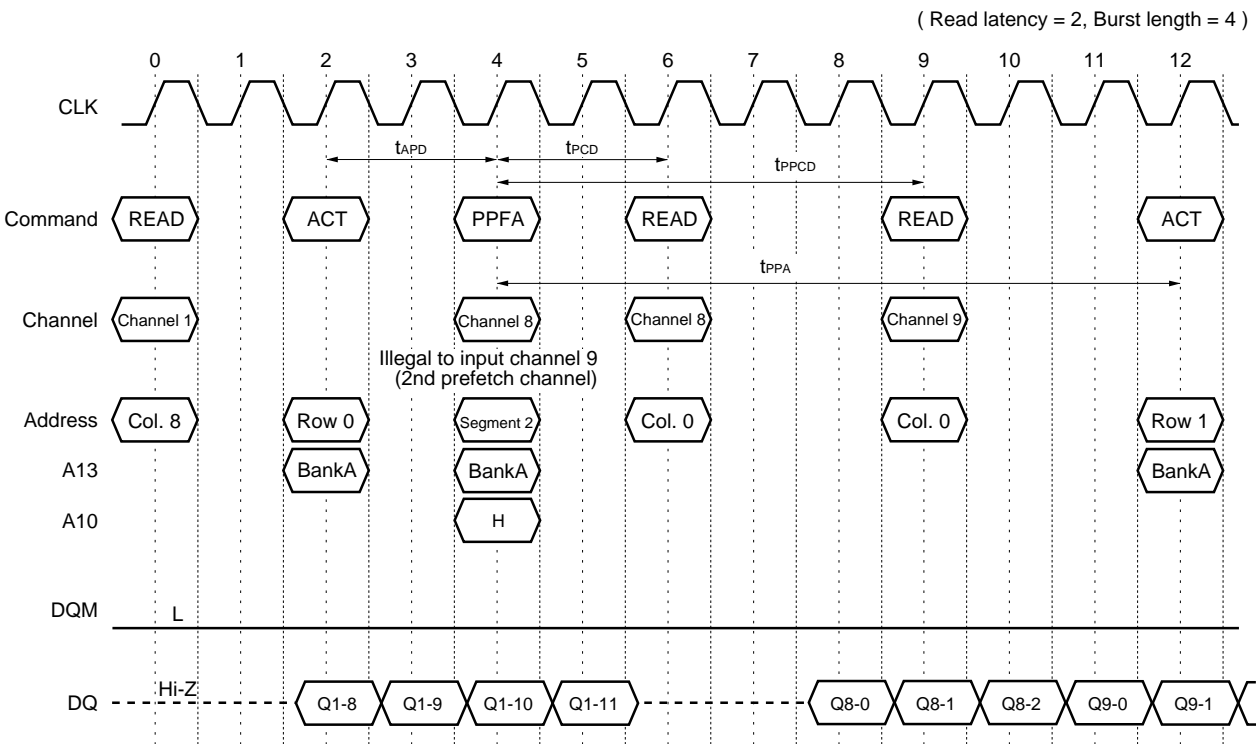 ( Read latency = 2, Burst length = 4 )
0 1 2 3 4 5 6 7 8 9 10 11 12
CLK
tAPD tPCD
tPPCD
Command READ ACT PPFA READ READ ACT
tPPA
Channel Channel 1 Channel 8 Channel 8 Channel 9
Illegal to input channel 9
(2nd prefetch channel)
Address Col. 8 Row 0 Segment 2 Col. 0 Col. 0 Row 1
A13 BankA BankA BankA
A10 H
DQM L
DQ Hi-Z Q1-8 Q1-9 Q1-10 Q1-11 Q8-0 Q8-1 Q8-2 Q9-0 Q9-1